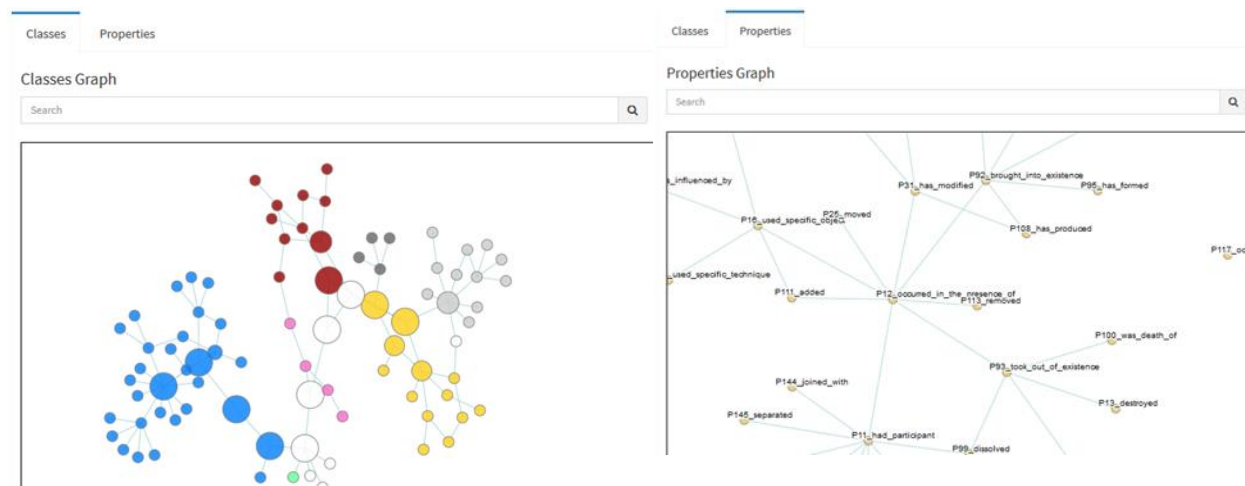 Classes Properties
Classes Graph
Search
Classes Properties
Properties Graph
Search
s_influenced_by
P92_brought_into_existence
P31_has_modified
P95_has_formed
P16_used_specific_object
P25_moved
P108_has_produced
P117_oc
used_specific_technique
P111_added
P12_occurred_in_the_presence_of
P113_removed
P100_was_death_of
P93_took_out_of_existence
P144_joined_with
P13_destroyed
P145_separated
P11_had_participant
P99_dissolved